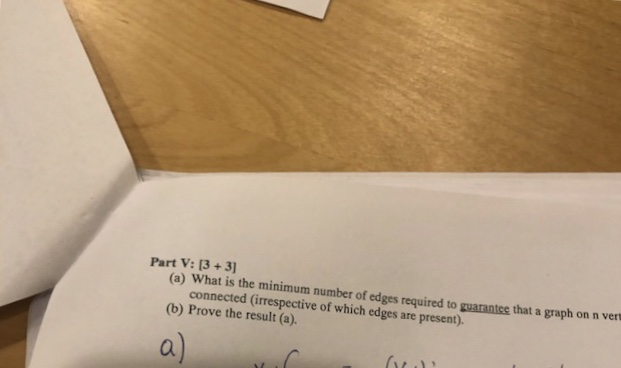 Part V: [3 + 3]
(a) What is the minimum number of edges required to guarantee that a graph on n
connected (irrespective of which edges are present).
(b) Prove the result (a).
a)